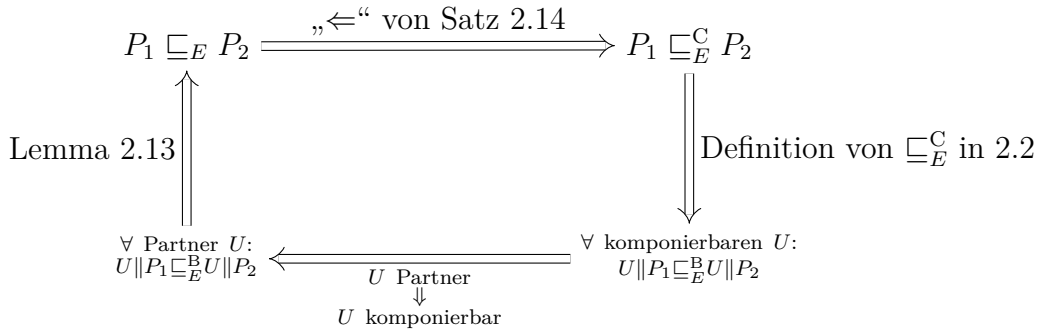 „⇐“ von Satz 2.14
P₁ ⊑_E P₂
P₁ ⊑_E^C P₂
Lemma 2.13
Definition von ⊑_E^C in 2.2
∀ Partner U:
U‖P₁⊑_E^B U‖P₂
∀ komponierbaren U:
U‖P₁⊑_E^B U‖P₂
U Partner
⇓
U komponierbar